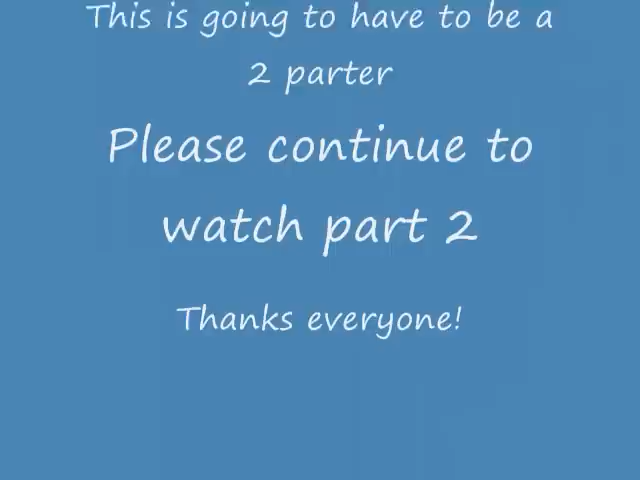 This is going to have to be a
2 parter
Please continue to
watch part 2
Thanks everyone!